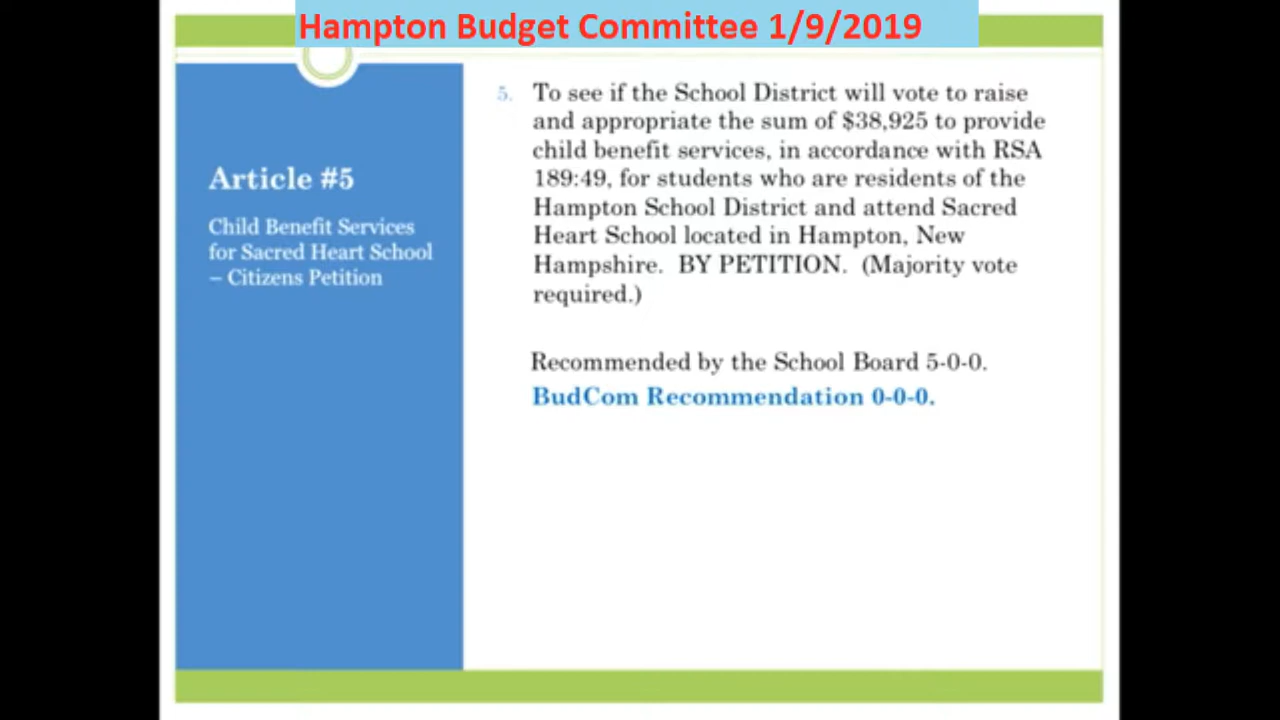 Hampton Budget Committee 1/9/2019
Article #5
Child Benefit Services
for Sacred Heart School
– Citizens Petition
5. To see if the School District will vote to raise
and appropriate the sum of $38,925 to provide
child benefit services, in accordance with RSA
189:49, for students who are residents of the
Hampton School District and attend Sacred
Heart School located in Hampton, New
Hampshire. BY PETITION. (Majority vote
required.)
Recommended by the School Board 5-0-0.
BudCom Recommendation 0-0-0.